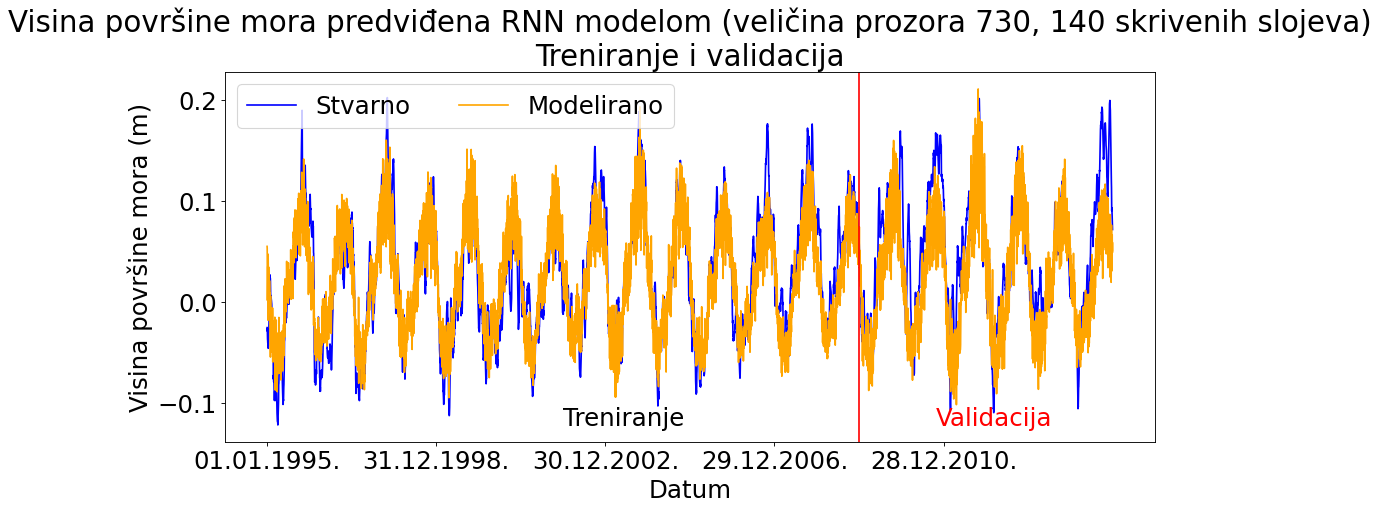 Visina površine mora predviđena RNN modelom (veličina prozora 730, 140 skrivenih slojeva)
Treniranje i validacija
Stvarno Modelirano
Visina površine mora (m)
0.2
0.1
0.0
−0.1
Treniranje Validacija
01.01.1995. 31.12.1998. 30.12.2002. 29.12.2006. 28.12.2010.
Datum